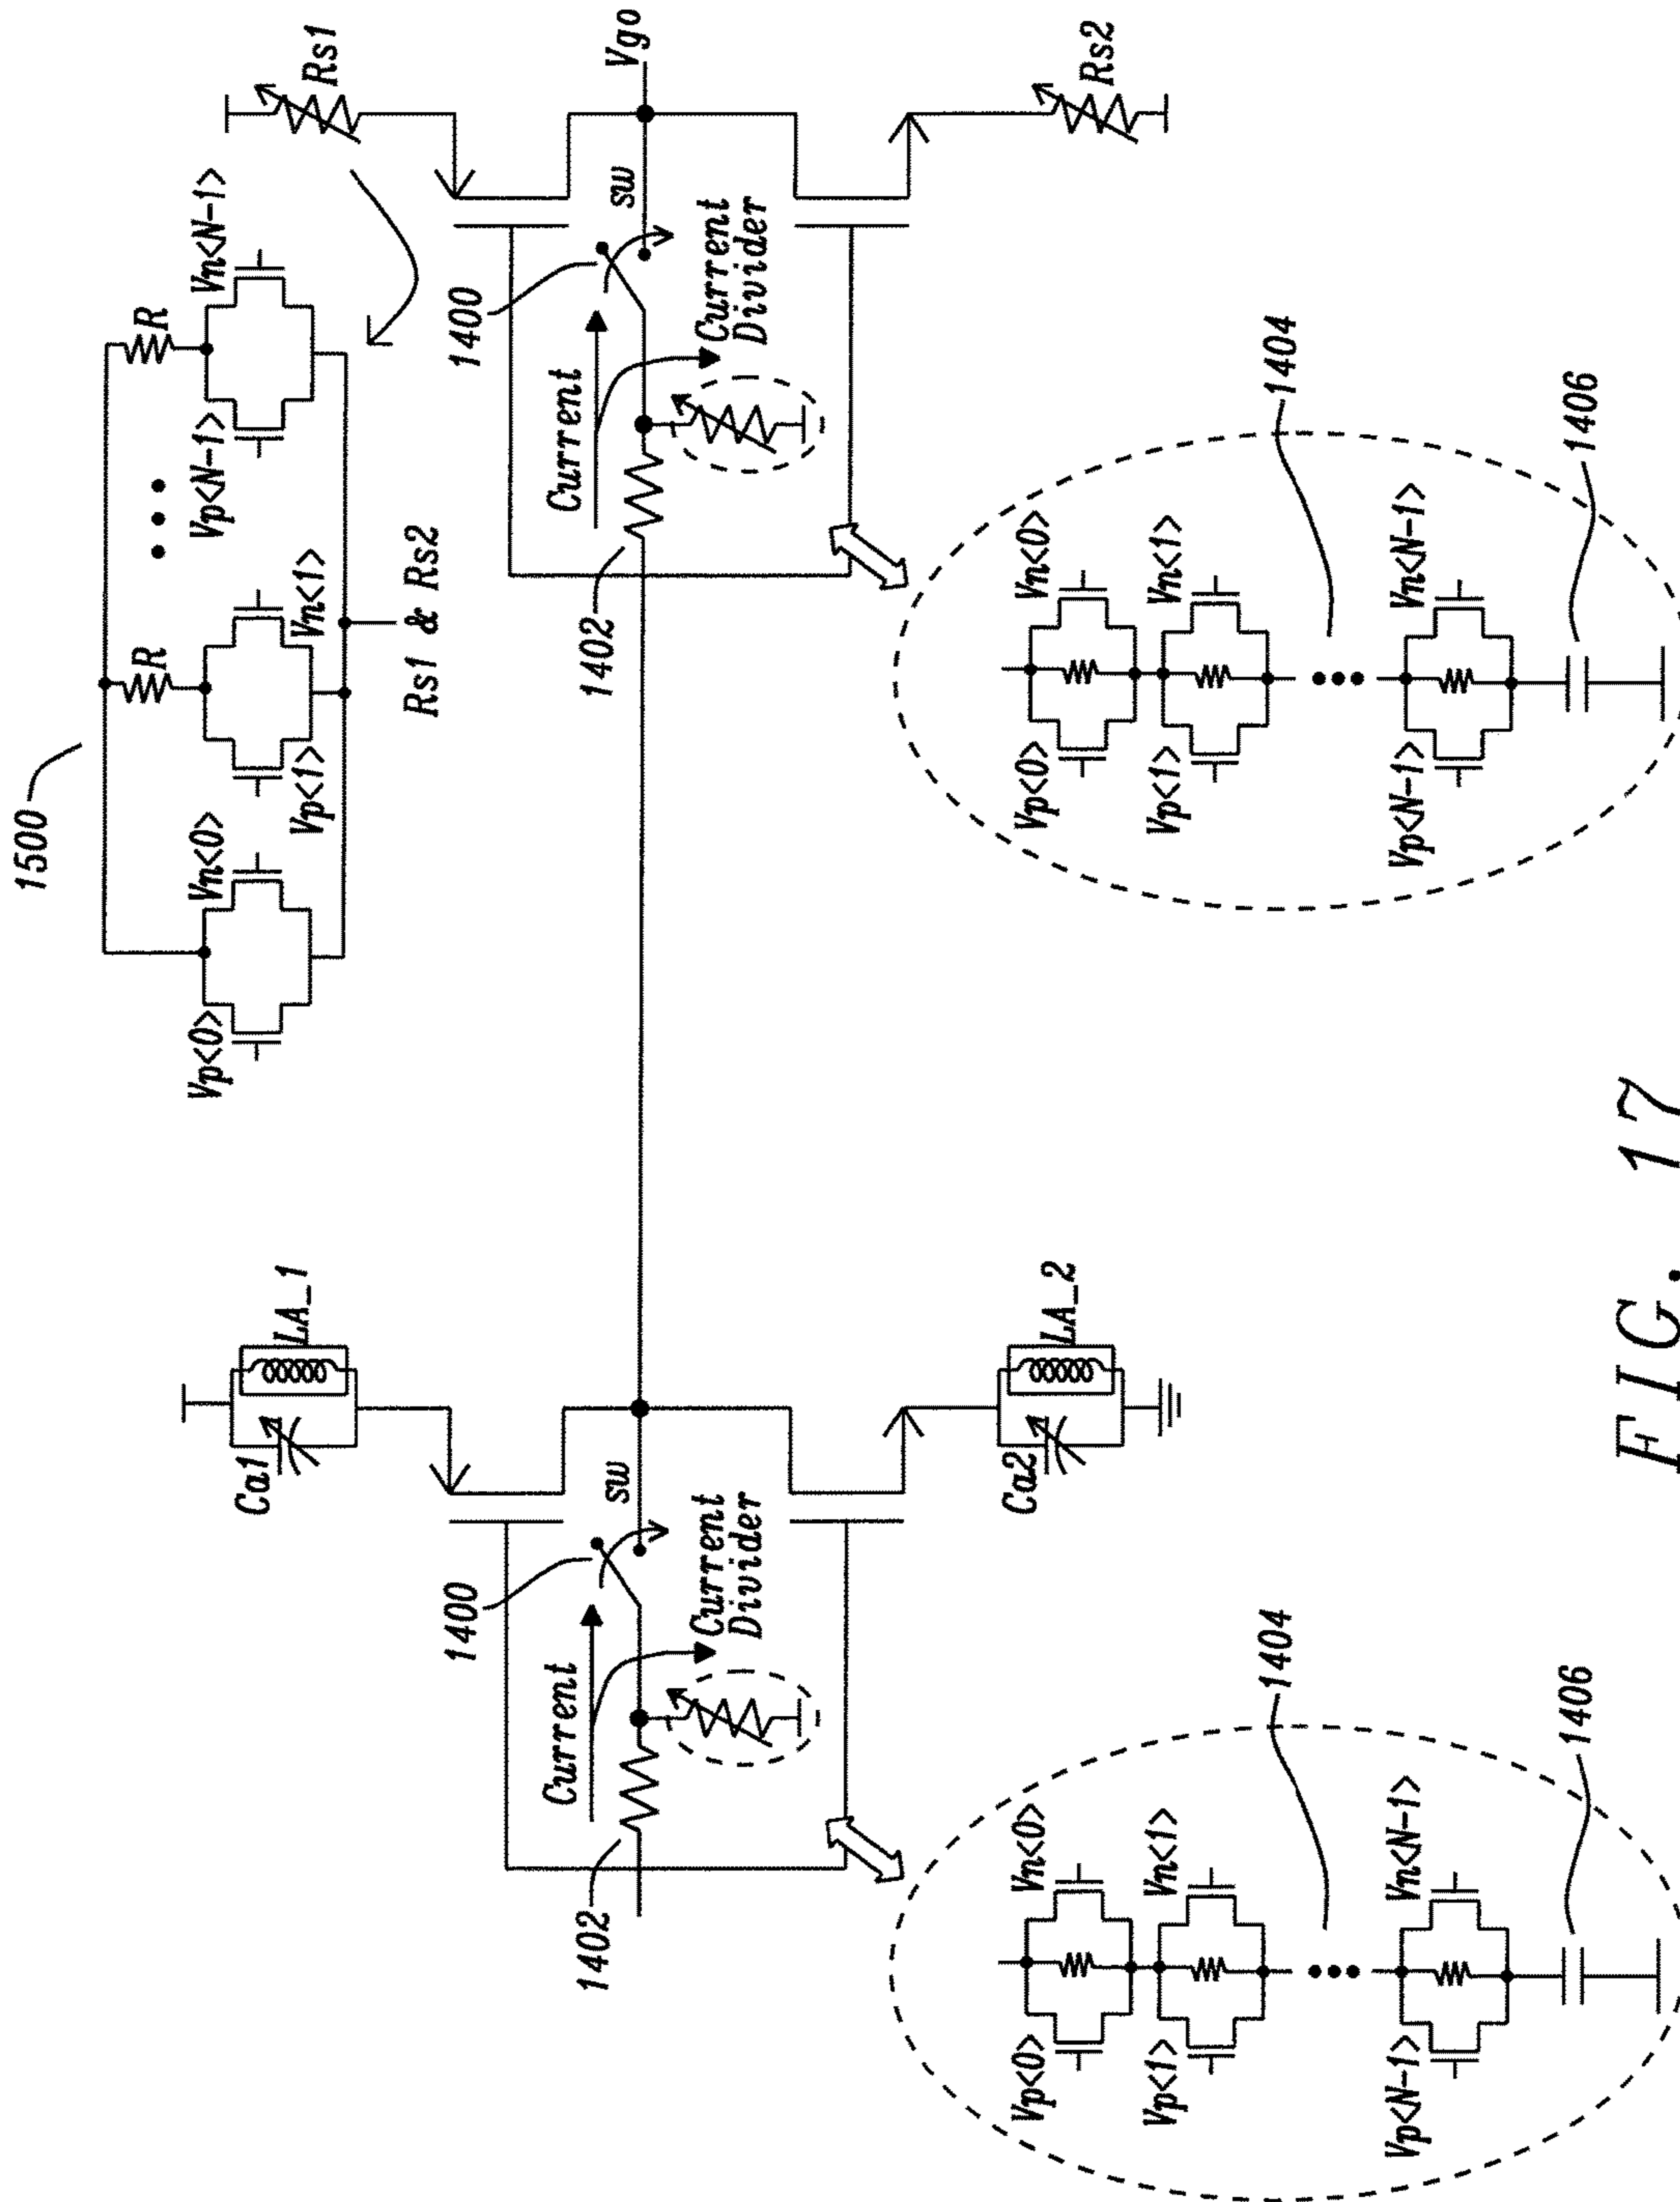 1500
Vp<0>
Vn<0>
R
Vp<1>
Vn<1>
R
Vp<N-1>
Vn<N-1>
Rs1 & Rs2
Rs1
Ca1
LA_1
1400
Current
sw
Current
Divider
1402
Ca2
LA_2
1400
Current
sw
Current
Divider
1402
Vgo
Rs2
Vp<0>
Vn<0>
Vp<1>
Vn<1>
1404
Vp<N-1>
Vn<N-1>
1406
Vp<0>
Vn<0>
Vp<1>
Vn<1>
1404
Vp<N-1>
Vn<N-1>
1406
FIG. 17